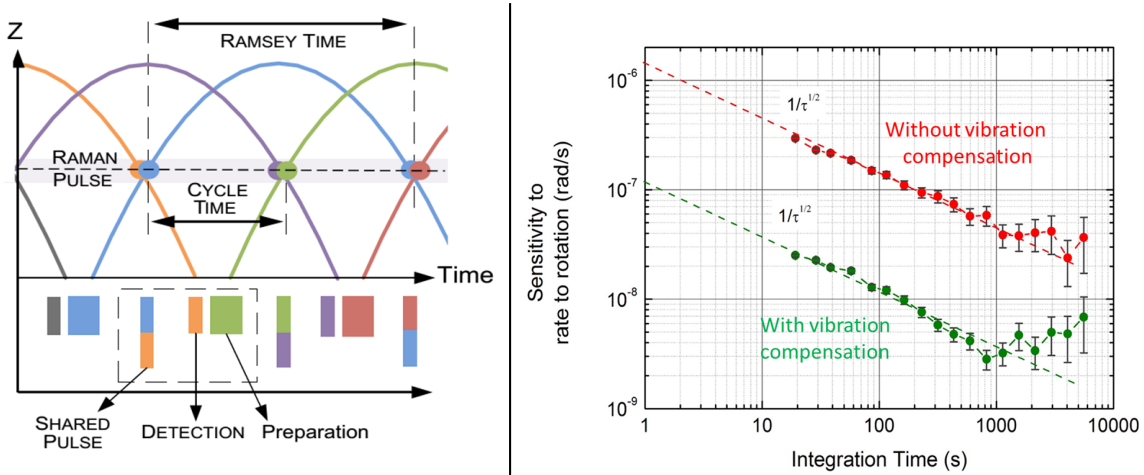 Z
RAMSEY TIME
RAMAN
PULSE
CYCLE
TIME
Time
SHARED
PULSE
DETECTION
Preparation
Sensitivity to
rate to rotation (rad/s)
10⁻⁶
10⁻⁷
10⁻⁸
10⁻⁹
1/τ^1/2
Without vibration
compensation
1/τ^1/2
With vibration
compensation
1 10 100 1000 10000
Integration Time (s)